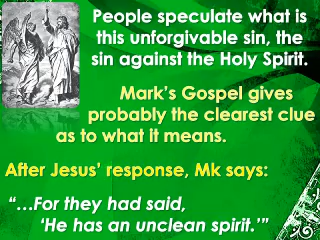 People speculate what is
this unforgivable sin, the
sin against the Holy Spirit.
Mark's Gospel gives
probably the clearest clue
as to what it means.
After Jesus' response, Mk says:
“…For they had said,
‘He has an unclean spirit.’”